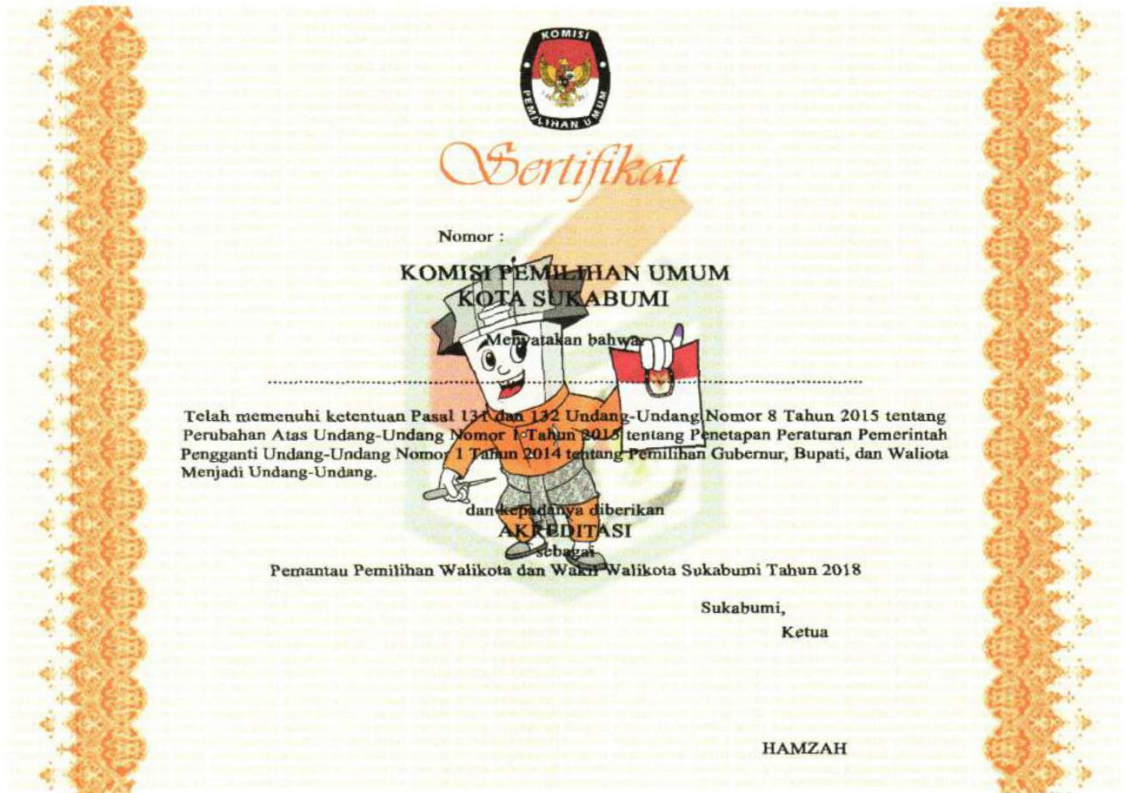 KOMISI
PEMILIHAN UMUM
Sertifikat
Nomor :
KOMISI PEMILIHAN UMUM
KOTA SUKABUMI
Menyatakan bahwa:
Telah memenuhi ketentuan Pasal 131 dan 132 Undang-Undang Nomor 8 Tahun 2015 tentang
Perubahan Atas Undang-Undang Nomor 1 Tahun 2015 tentang Penetapan Peraturan Pemerintah
Pengganti Undang-Undang Nomor 1 Tahun 2014 tentang Pemilihan Gubernur, Bupati, dan Waliota
Menjadi Undang-Undang.
dan kepadanya diberikan
AKREDITASI
sebagai
Pemantau Pemilihan Walikota dan Wakil Walikota Sukabumi Tahun 2018
Sukabumi,
Ketua
HAMZAH